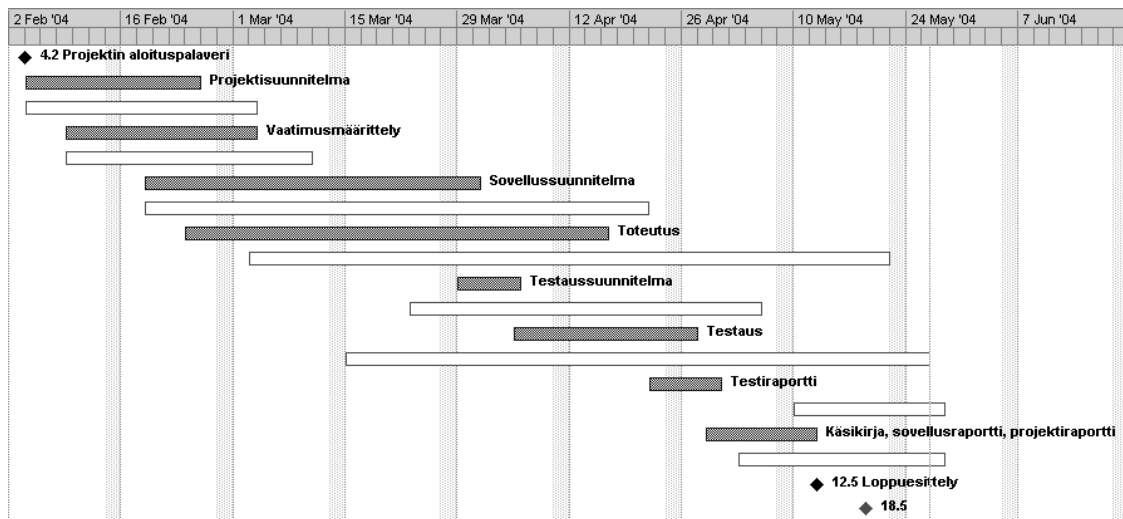 2 Feb '04 16 Feb '04 1 Mar '04 15 Mar '04 29 Mar '04 12 Apr '04 26 Apr '04 10 May '04 24 May '04 7 Jun '04
4.2 Projektin aloituspalaveri
Projektisuunnitelma
Vaatimusmäärittely
Sovellussuunnitelma
Toteutus
Testaussuunnitelma
Testaus
Testiraportti
Käsikirja, sovellusraportti, projektiraportti
12.5 Loppuesittely
18.5